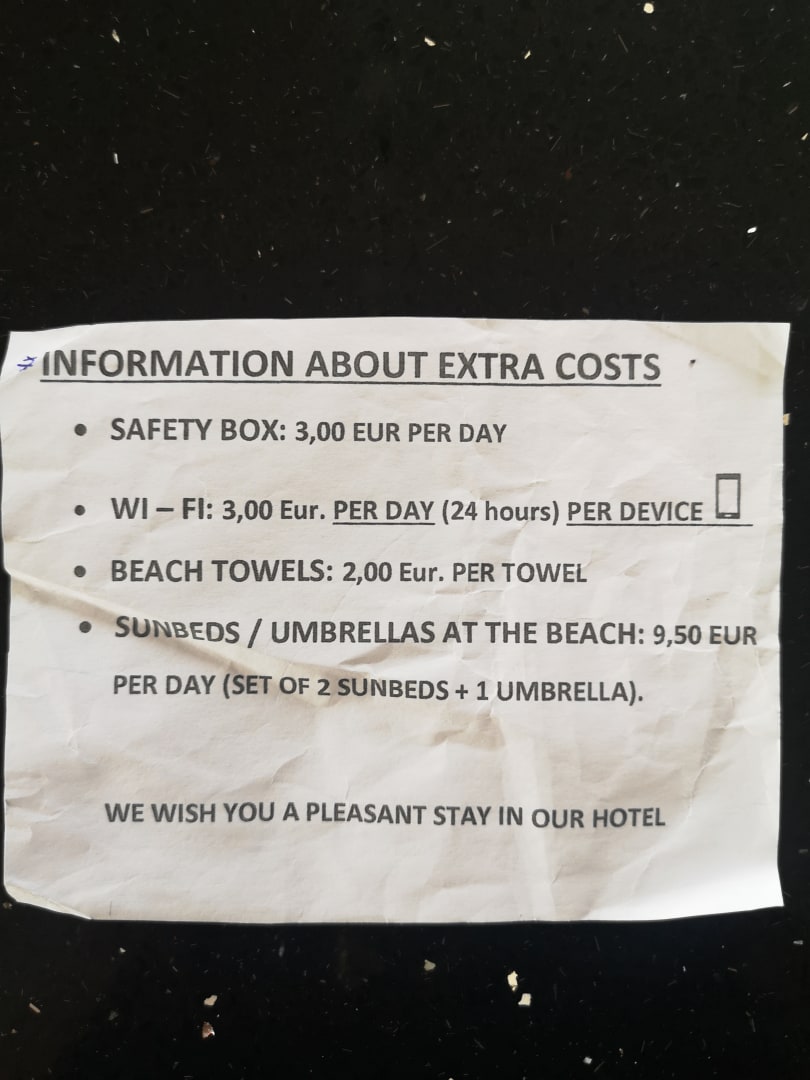 INFORMATION ABOUT EXTRA COSTS
• SAFETY BOX: 3,00 EUR PER DAY
• WI – FI: 3,00 Eur. PER DAY (24 hours) PER DEVICE
• BEACH TOWELS: 2,00 Eur. PER TOWEL
• SUNBEDS / UMBRELLAS AT THE BEACH: 9,50 EUR
PER DAY (SET OF 2 SUNBEDS + 1 UMBRELLA).
WE WISH YOU A PLEASANT STAY IN OUR HOTEL